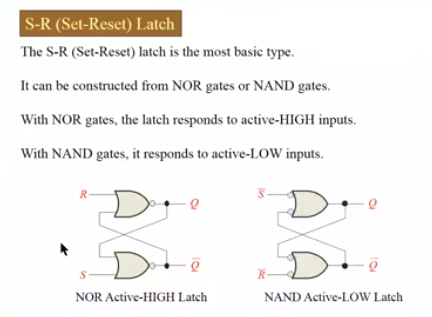 S-R (Set-Reset) Latch
The S-R (Set-Reset) latch is the most basic type.
It can be constructed from NOR gates or NAND gates.
With NOR gates, the latch responds to active-HIGH inputs.
With NAND gates, it responds to active-LOW inputs.
R Q
S Q̅
NOR Active-HIGH Latch
S̅ Q
R̅ Q̅
NAND Active-LOW Latch